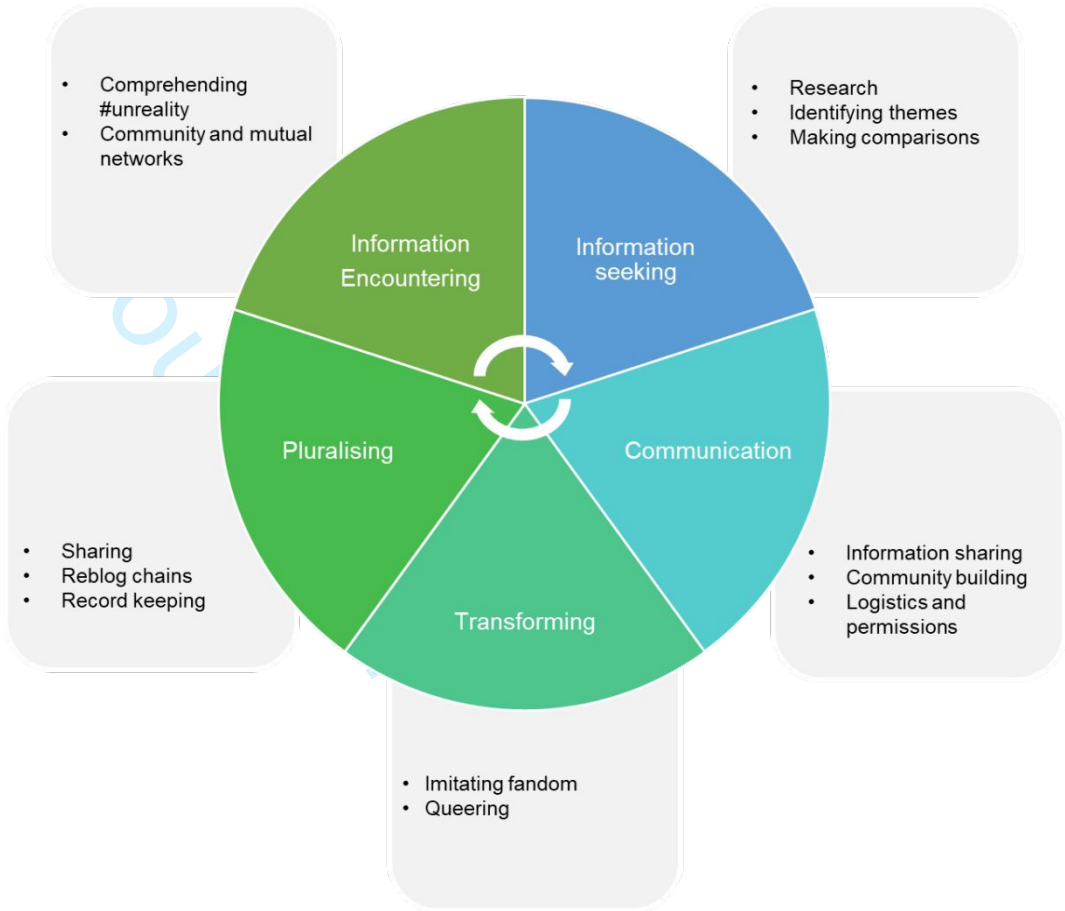 • Comprehending
#unreality
• Community and mutual
networks
• Research
• Identifying themes
• Making comparisons
Information
Encountering
Information
seeking
Pluralising
Communication
Transforming
• Sharing
• Reblog chains
• Record keeping
• Information sharing
• Community building
• Logistics and
permissions
• Imitating fandom
• Queering